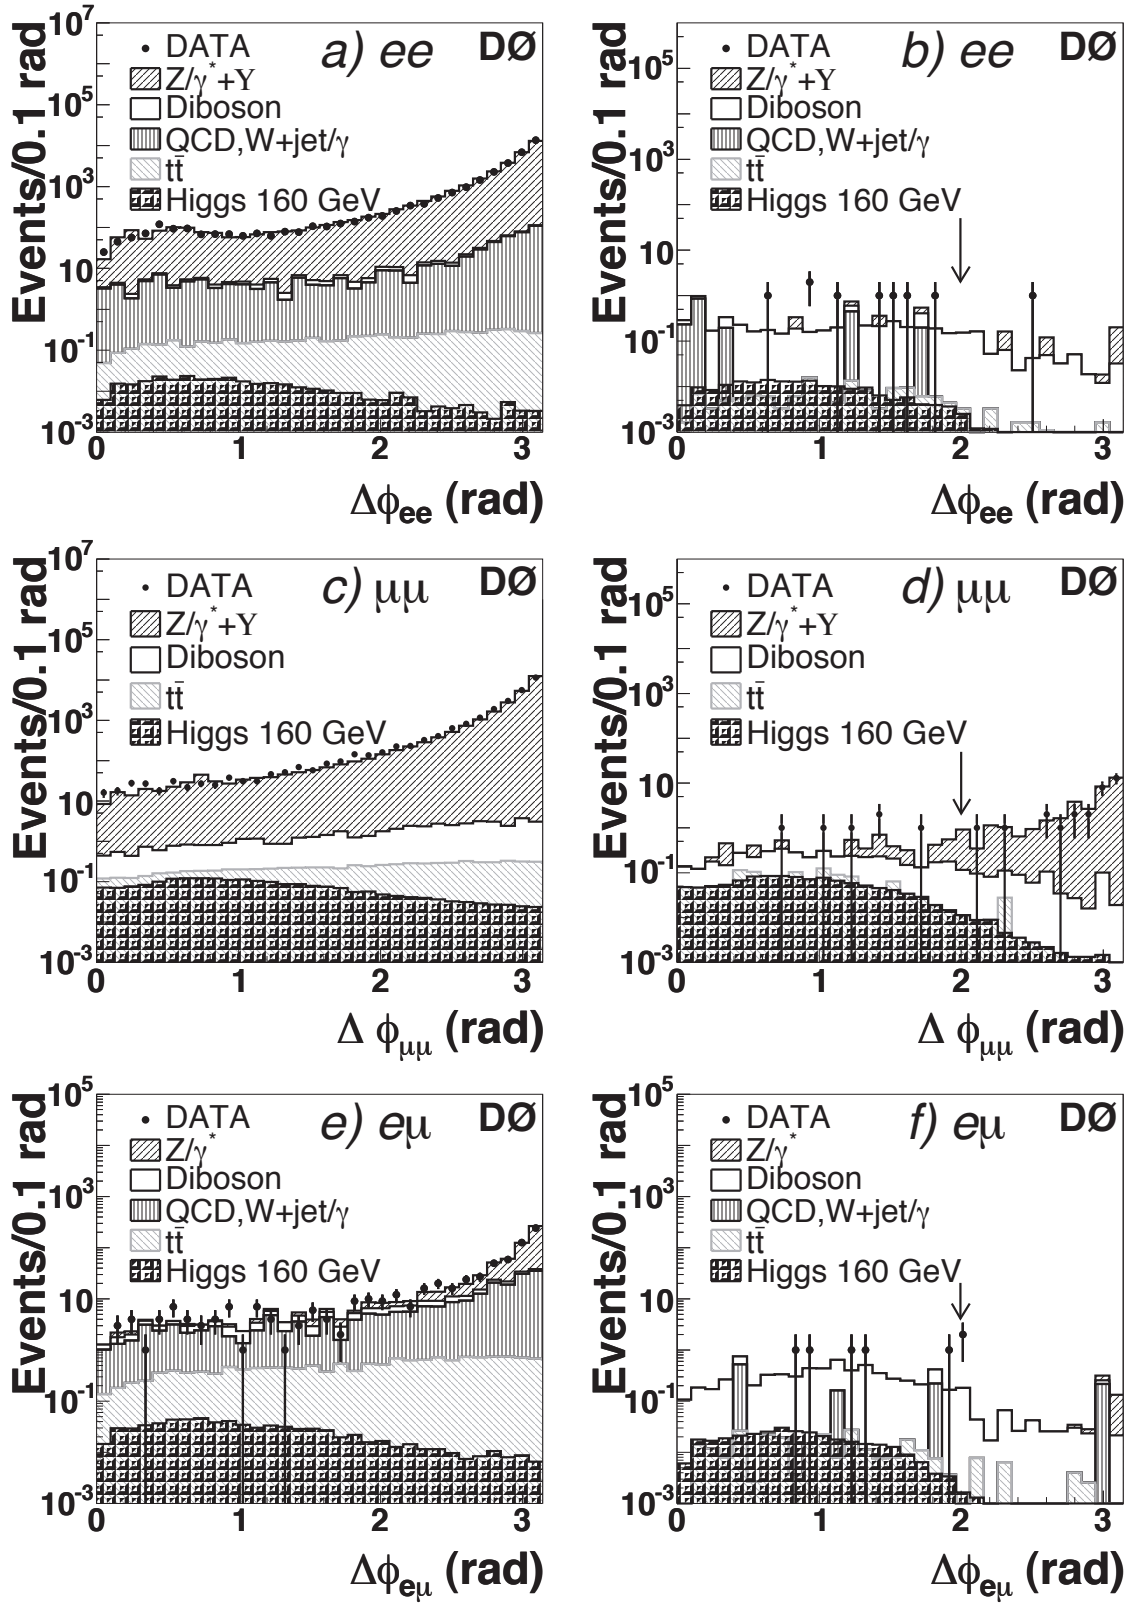 a) ee DØ
Events/0.1 rad
10⁷
10⁵
10³
10
10⁻¹
10⁻³
DATA
Z/γ*+Υ
Diboson
QCD,W+jet/γ
tt̄
Higgs 160 GeV
0 1 2 3
Δϕee (rad)
b) ee DØ
Events/0.1 rad
10⁵
10³
10
10⁻¹
10⁻³
DATA
Z/γ*+Υ
Diboson
QCD,W+jet/γ
tt̄
Higgs 160 GeV
0 1 2 3
Δϕee (rad)
c) μμ DØ
Events/0.1 rad
10⁷
10⁵
10³
10
10⁻¹
10⁻³
DATA
Z/γ*+Υ
Diboson
tt̄
Higgs 160 GeV
0 1 2 3
Δ ϕμμ (rad)
d) μμ DØ
Events/0.1 rad
10⁵
10³
10
10⁻¹
10⁻³
DATA
Z/γ*+Υ
Diboson
tt̄
Higgs 160 GeV
0 1 2 3
Δ ϕμμ (rad)
e) eμ DØ
Events/0.1 rad
10⁵
10³
10
10⁻¹
10⁻³
DATA
Z/γ*
Diboson
QCD,W+jet/γ
tt̄
Higgs 160 GeV
0 1 2 3
Δϕeμ (rad)
f) eμ DØ
Events/0.1 rad
10⁵
10³
10
10⁻¹
10⁻³
DATA
Z/γ*
Diboson
QCD,W+jet/γ
tt̄
Higgs 160 GeV
0 1 2 3
Δϕeμ (rad)